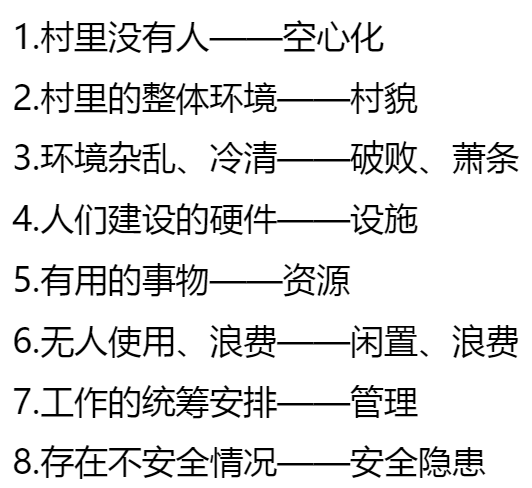 1.村里没有人——空心化
2.村里的整体环境——村貌
3.环境杂乱、冷清——破败、萧条
4.人们建设的硬件——设施
5.有用的事物——资源
6.无人使用、浪费——闲置、浪费
7.工作的统筹安排——管理
8.存在不安全情况——安全隐患